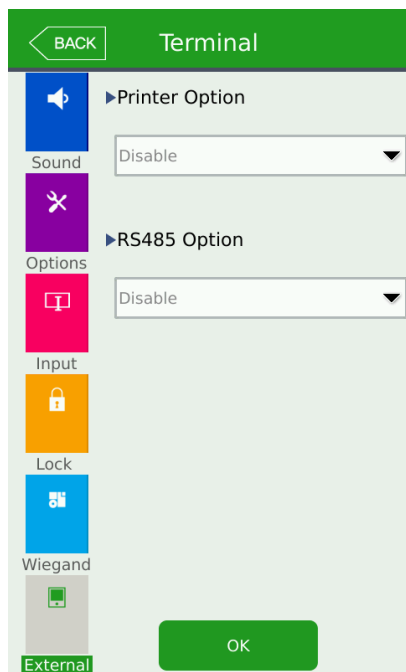 BACK
Terminal
Printer Option
Disable
Sound
RS485 Option
Options
Disable
Input
Lock
Wiegand
External
OK